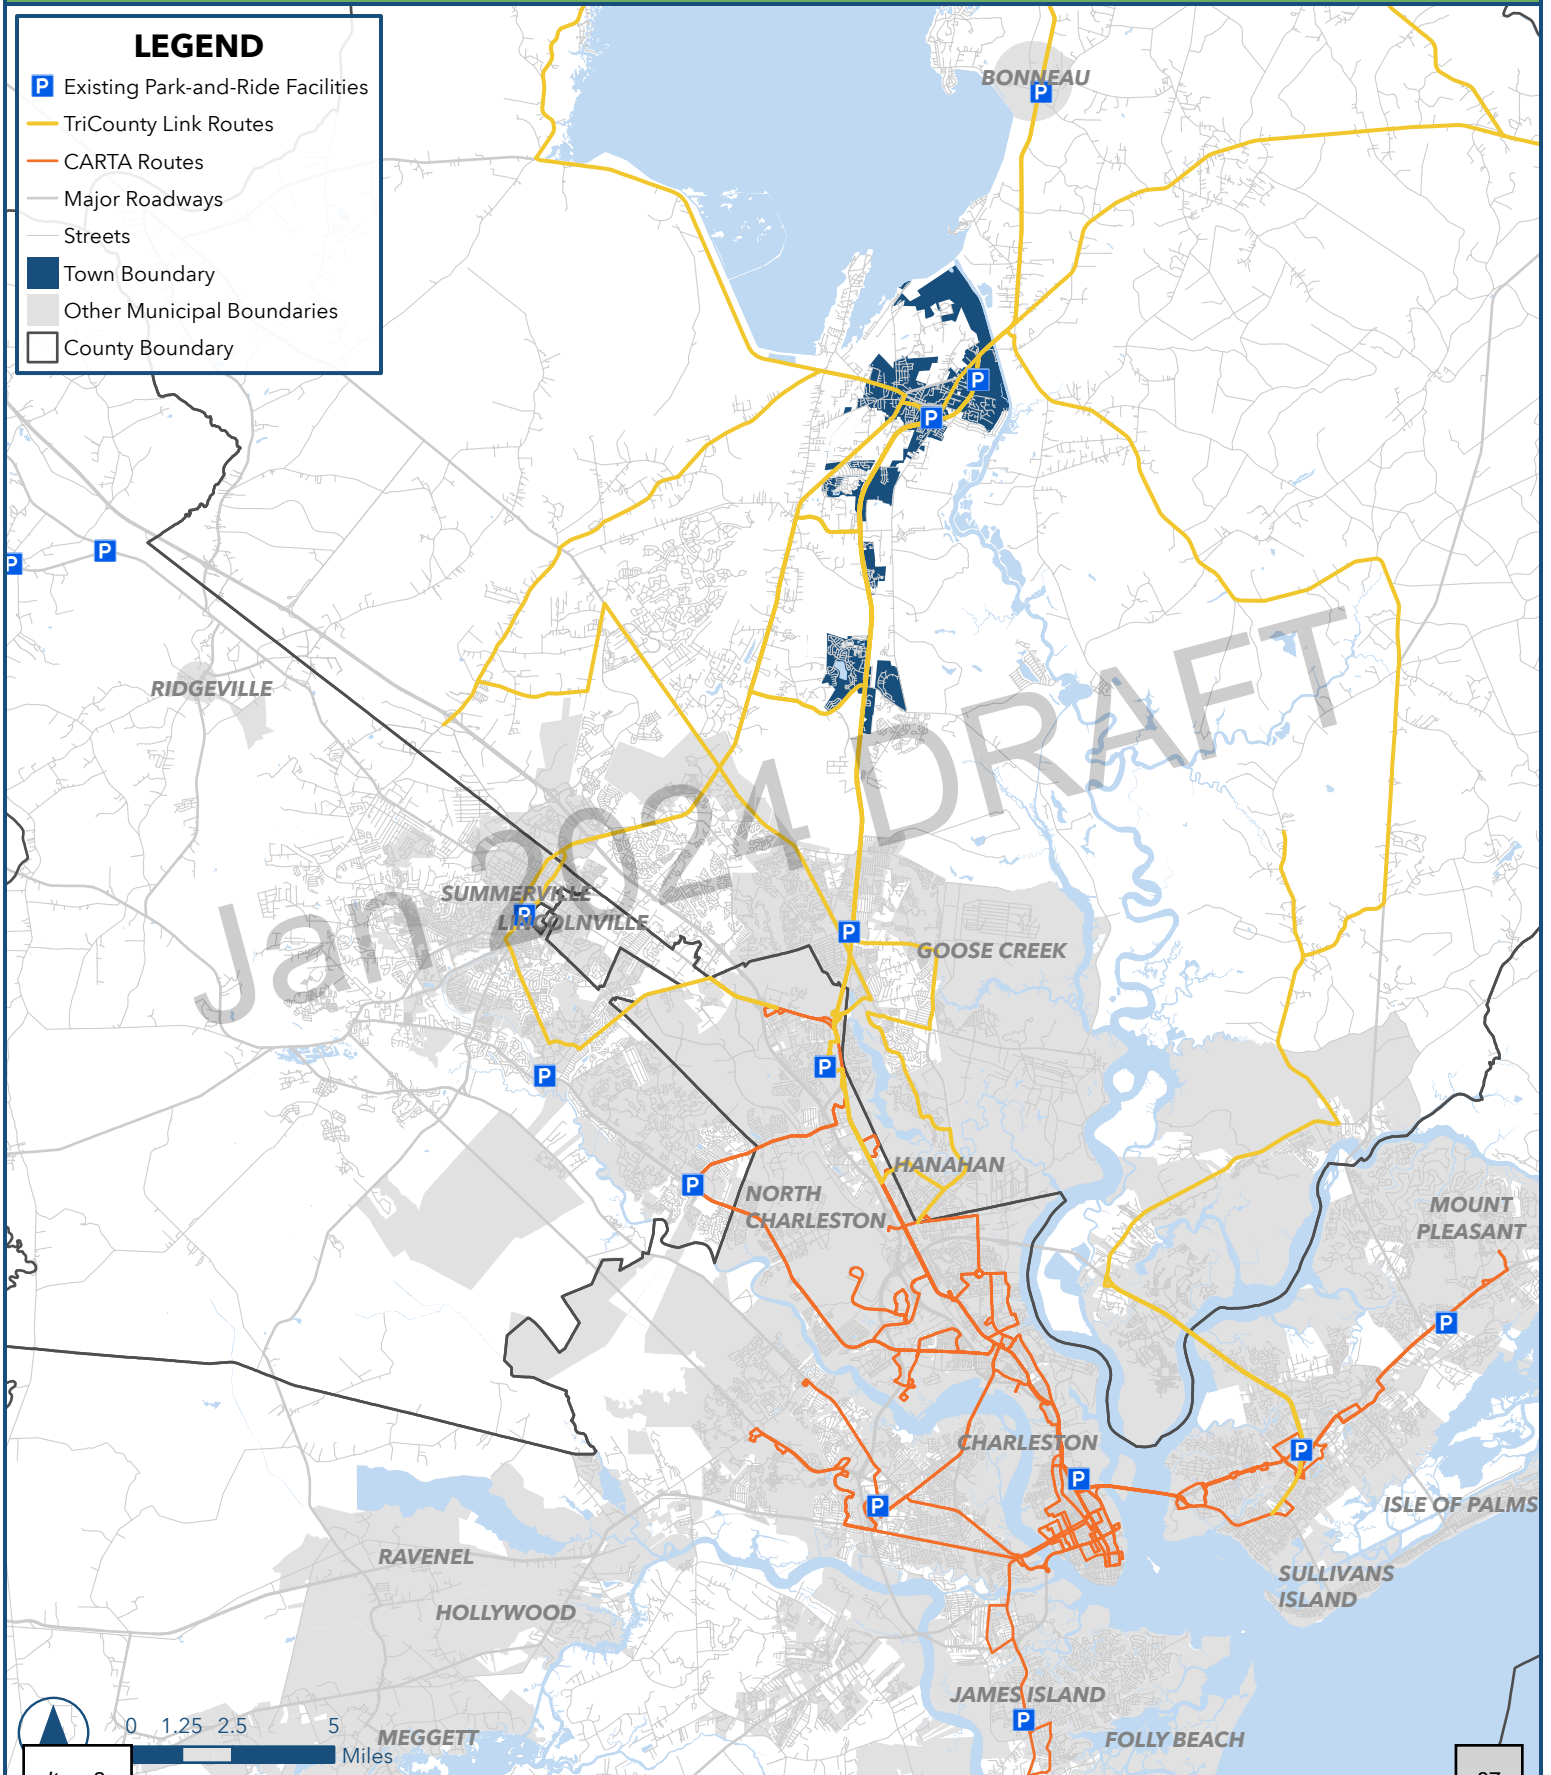 LEGEND
P Existing Park-and-Ride Facilities
TriCounty Link Routes
CARTA Routes
Major Roadways
Streets
Town Boundary
Other Municipal Boundaries
County Boundary
BONNEAU
P
P
P
P
P
RIDGEVILLE
Jan 2024 DRAFT
SUMMERVILLE
P
LINCOLNVILLE
P
GOOSE CREEK
P
P
HANAHAN
P
NORTH
CHARLESTON
MOUNT
PLEASANT
P
CHARLESTON
P
P
P
ISLE OF PALMS
RAVENEL
SULLIVANS
ISLAND
HOLLYWOOD
JAMES ISLAND
P
FOLLY BEACH
MEGGETT
0 1.25 2.5 5
Miles